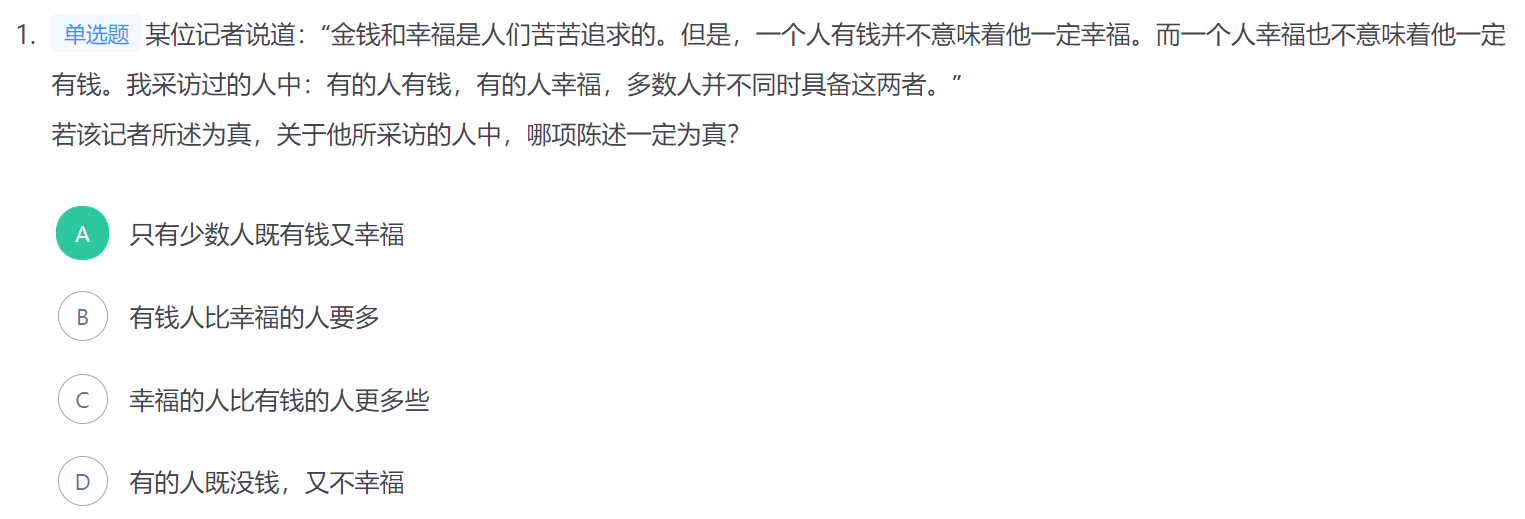 1. 单选题 某位记者说道：“金钱和幸福是人们苦苦追求的。但是，一个人有钱并不意味着他一定幸福。而一个人幸福也不意味着他一定
有钱。我采访过的人中：有的人有钱，有的人幸福，多数人并不同时具备这两者。”
若该记者所述为真，关于他所采访的人中，哪项陈述一定为真？
A 只有少数人既有钱又幸福
B 有钱人比幸福的人要多
C 幸福的人比有钱的人更多些
D 有的人既没钱，又不幸福